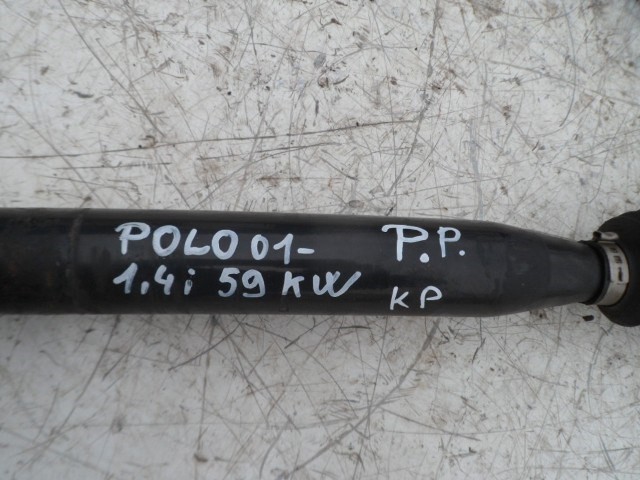 POLO 01- P.P.
1.4i 59 KW KP